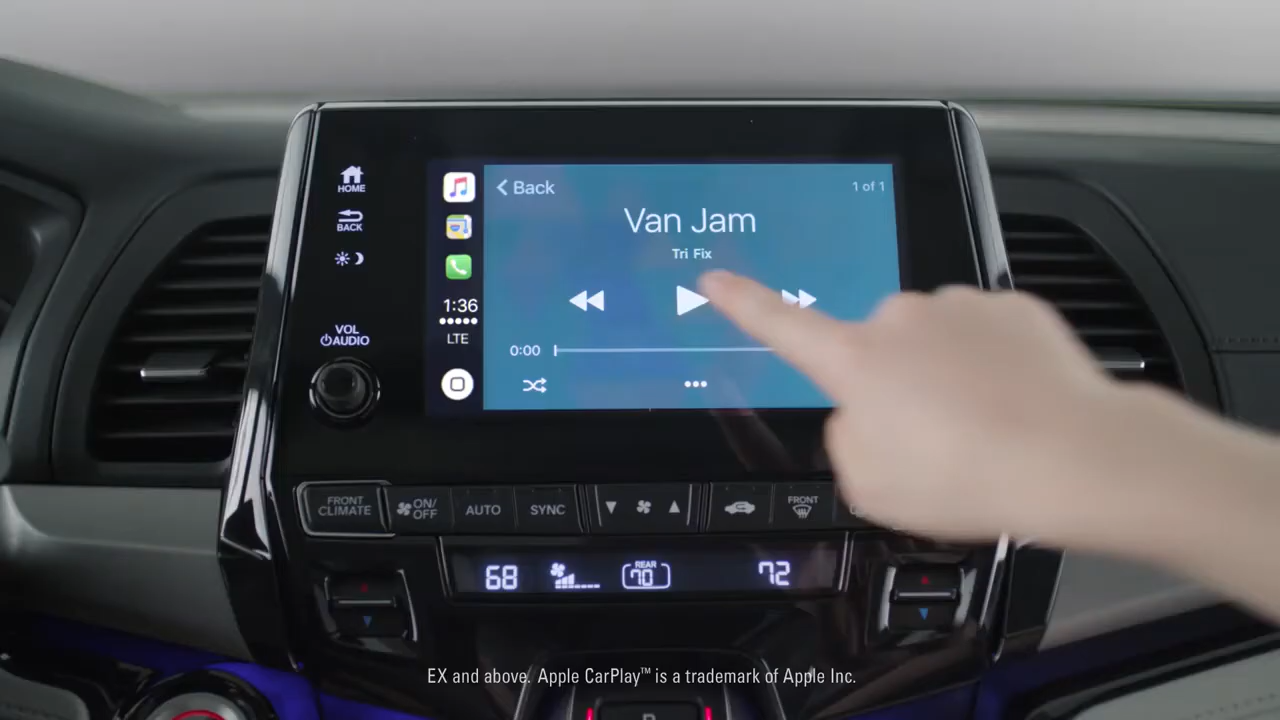 HOME
BACK
VOL
AUDIO
Back
1 of 1
Van Jam
Tri Fix
1:36
LTE
0:00
FRONT CLIMATE
ON/OFF
AUTO
SYNC
FRONT
68
REAR
70
72
EX and above. Apple CarPlay™ is a trademark of Apple Inc.